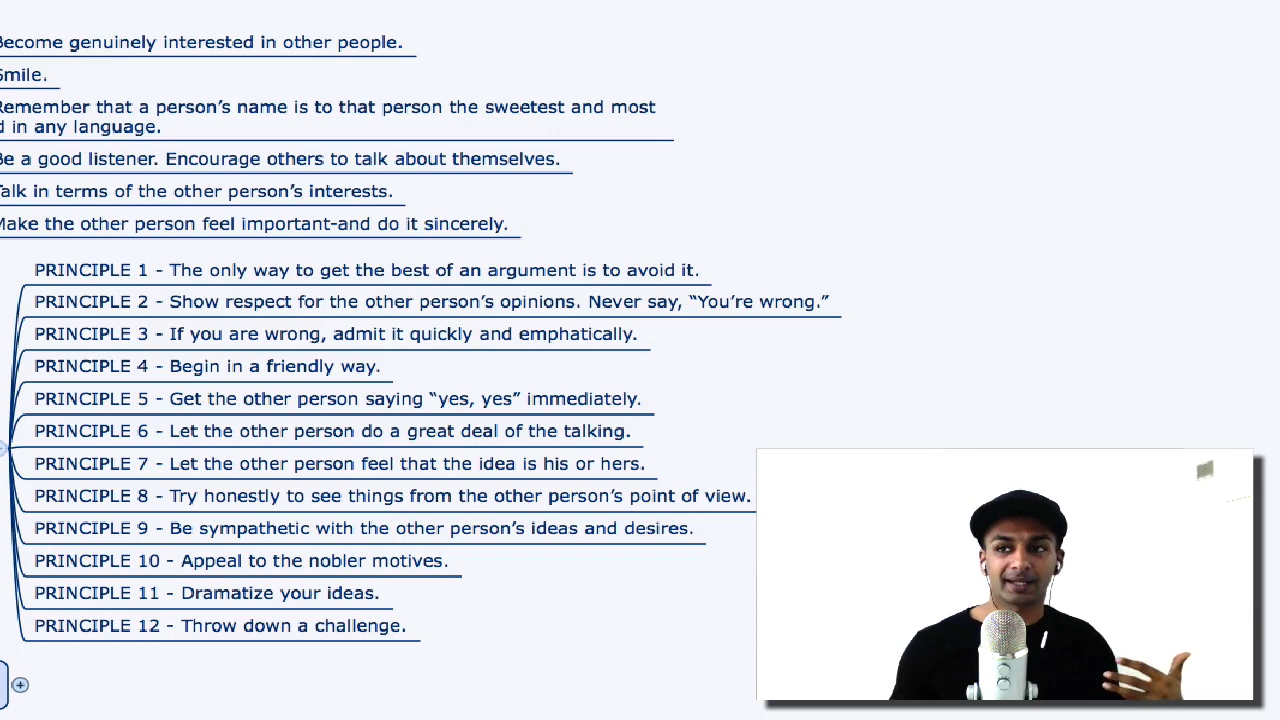 Become genuinely interested in other people.
Smile.
Remember that a person’s name is to that person the sweetest and most
d in any language.
Be a good listener. Encourage others to talk about themselves.
Talk in terms of the other person’s interests.
Make the other person feel important-and do it sincerely.
PRINCIPLE 1 - The only way to get the best of an argument is to avoid it.
PRINCIPLE 2 - Show respect for the other person’s opinions. Never say, “You’re wrong.”
PRINCIPLE 3 - If you are wrong, admit it quickly and emphatically.
PRINCIPLE 4 - Begin in a friendly way.
PRINCIPLE 5 - Get the other person saying “yes, yes” immediately.
PRINCIPLE 6 - Let the other person do a great deal of the talking.
PRINCIPLE 7 - Let the other person feel that the idea is his or hers.
PRINCIPLE 8 - Try honestly to see things from the other person’s point of view.
PRINCIPLE 9 - Be sympathetic with the other person’s ideas and desires.
PRINCIPLE 10 - Appeal to the nobler motives.
PRINCIPLE 11 - Dramatize your ideas.
PRINCIPLE 12 - Throw down a challenge.